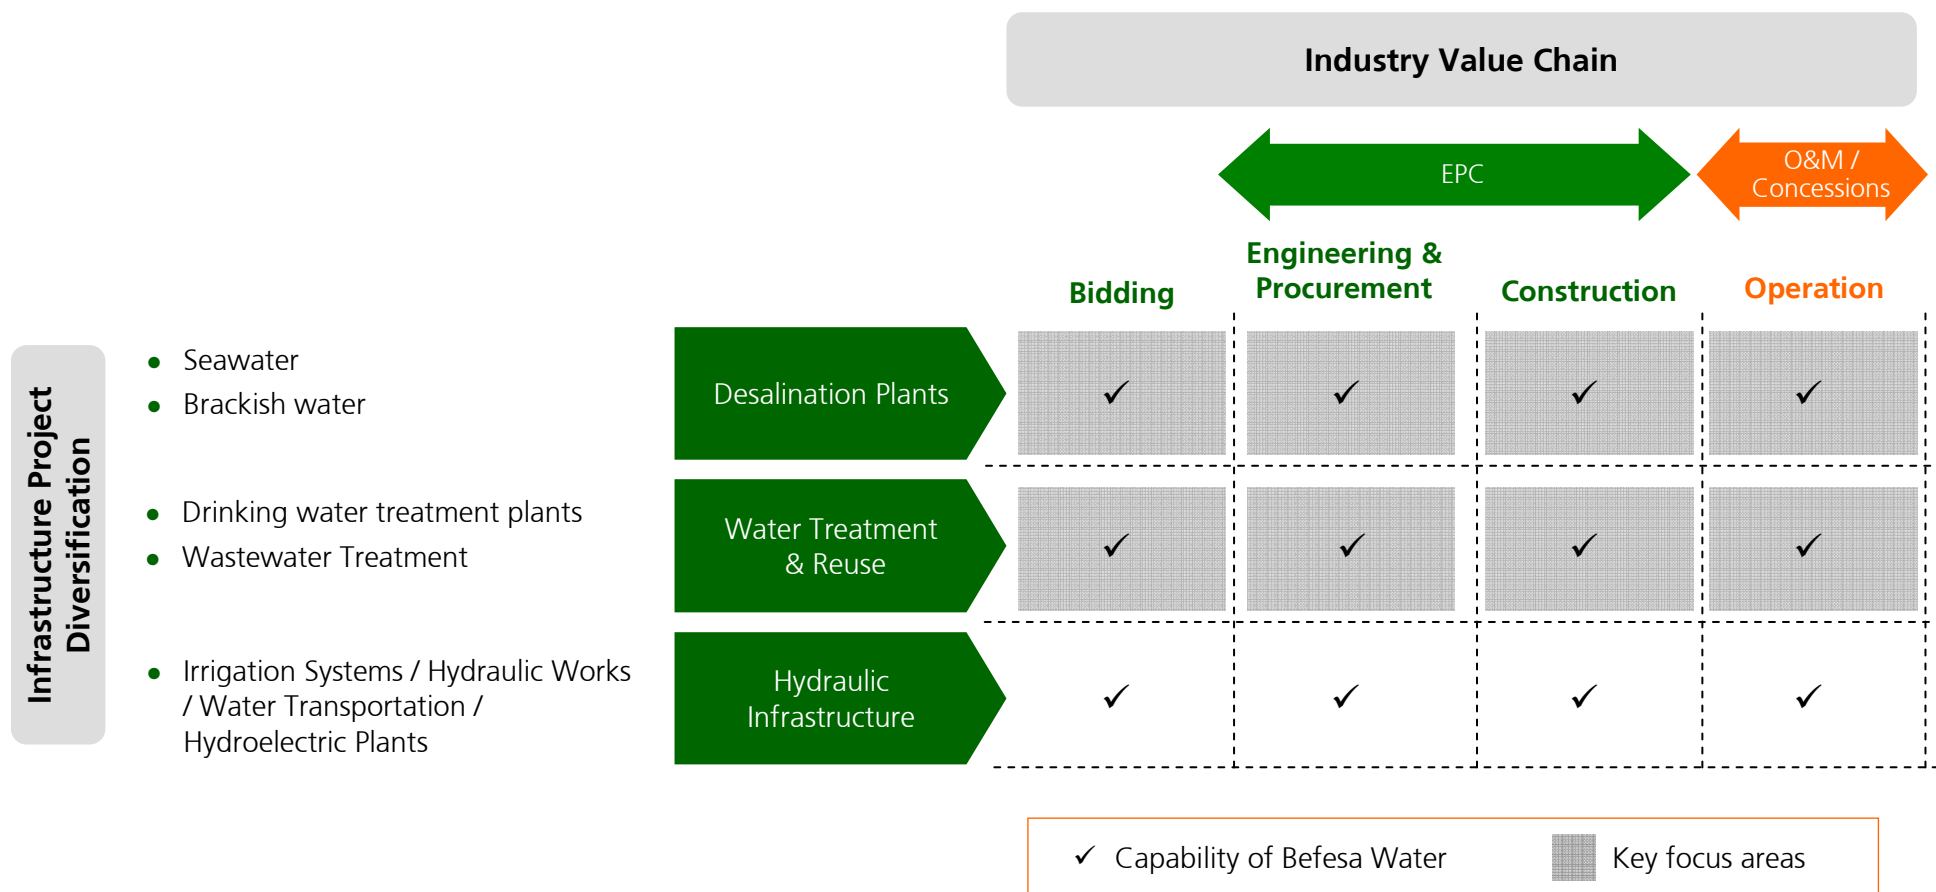 Industry Value Chain
EPC
O&M /
Concessions
Bidding
Engineering &
Procurement
Construction
Operation
Infrastructure Project
Diversification
● Seawater
● Brackish water
Desalination Plants
✓ ✓ ✓ ✓
● Drinking water treatment plants
● Wastewater Treatment
Water Treatment
& Reuse
✓ ✓ ✓ ✓
● Irrigation Systems / Hydraulic Works
/ Water Transportation /
Hydroelectric Plants
Hydraulic
Infrastructure
✓ ✓ ✓ ✓
✓ Capability of Befesa Water
Key focus areas